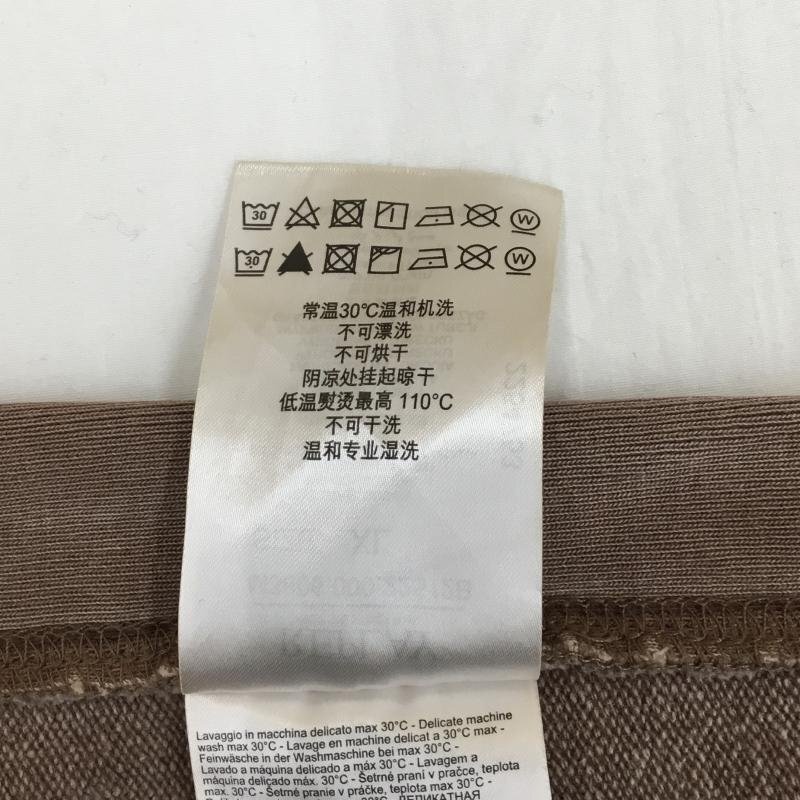 30
W
30
W
常温30°C温和机洗
不可漂洗
不可烘干
阴凉处挂起晾干
低温熨烫最高 110°C
不可干洗
温和专业湿洗
Lavaggio in macchina delicato max 30°C - Delicate machine
wash max 30°C - Lavage en machine delicat a 30°C max -
Feinwäsche in der Waschmaschine bei max 30°C -
Lavado a máquina delicado a máx 30°C - Lavagem a
máquina delicado máx. 30°C - Šetrné praní v pračce, teplota
max. 30°C - Šetrné pranie v práčke, teplota max
30°C - ДЕЛИКАТНАЯ